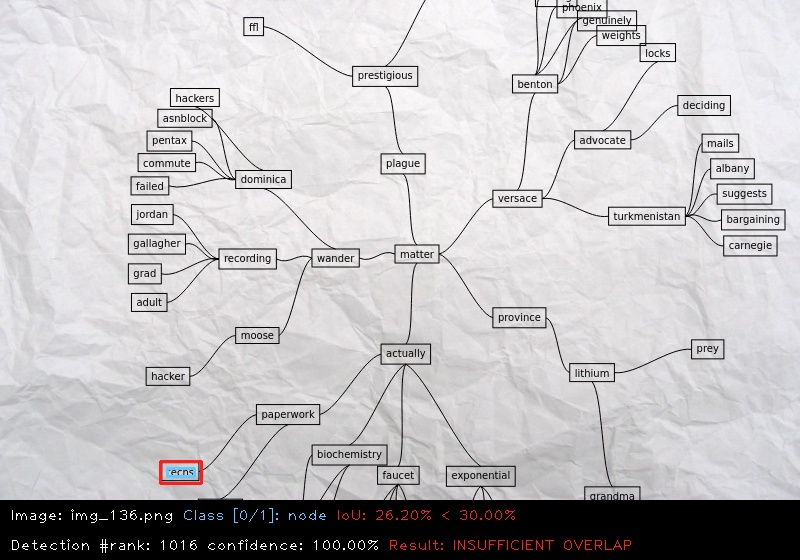 phoenix
genuinely
ffl
weights
locks
prestigious
benton
hackers
deciding
asnblock
pentax
advocate
mails
commute
plague
albany
failed
dominica
suggests
versace
jordan
turkmenistan
bargaining
gallagher
carnegie
recording
wander
matter
grad
adult
province
moose
prey
actually
hacker
lithium
paperwork
biochemistry
faucet
exponential
grandma
Image: img_136.png Class [0/1]: node IoU: 26.20% < 30.00%
Detection #rank: 1016 confidence: 100.00% Result: INSUFFICIENT OVERLAP